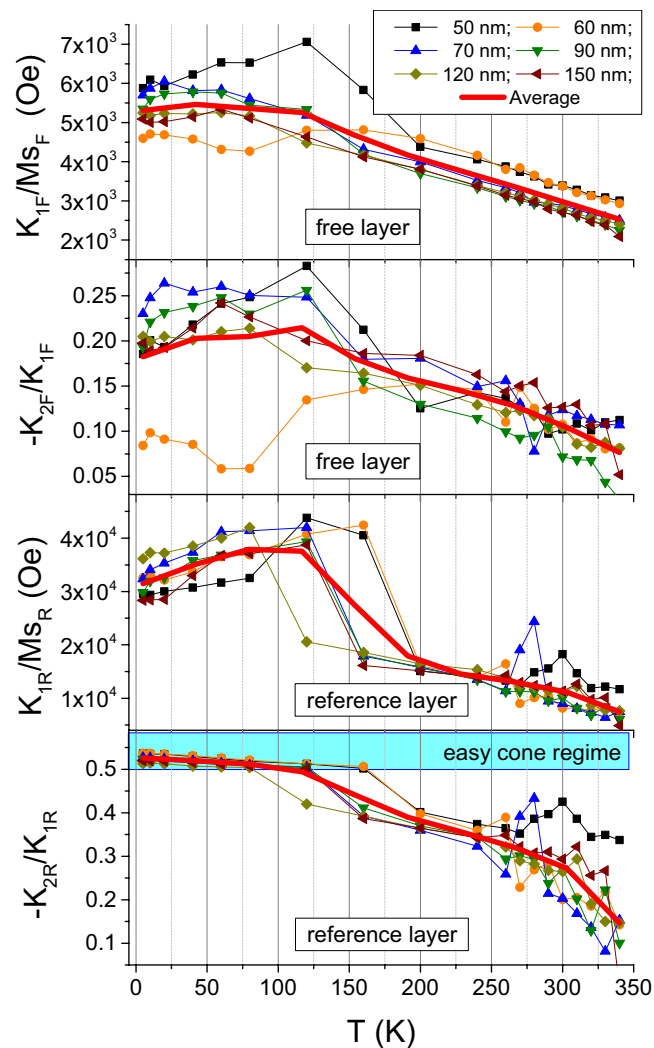 50 nm; 60 nm;
70 nm; 90 nm;
120 nm; 150 nm;
Average
K1F/MsF (Oe)
7x10³
6x10³
5x10³
4x10³
3x10³
2x10³
free layer
-K2F/K1F
0.25
0.20
0.15
0.10
0.05
free layer
K1R/MsR (Oe)
4x10⁴
3x10⁴
2x10⁴
1x10⁴
reference layer
easy cone regime
-K2R/K1R
0.5
0.4
0.3
0.2
0.1
reference layer
0 50 100 150 200 250 300 350
T (K)